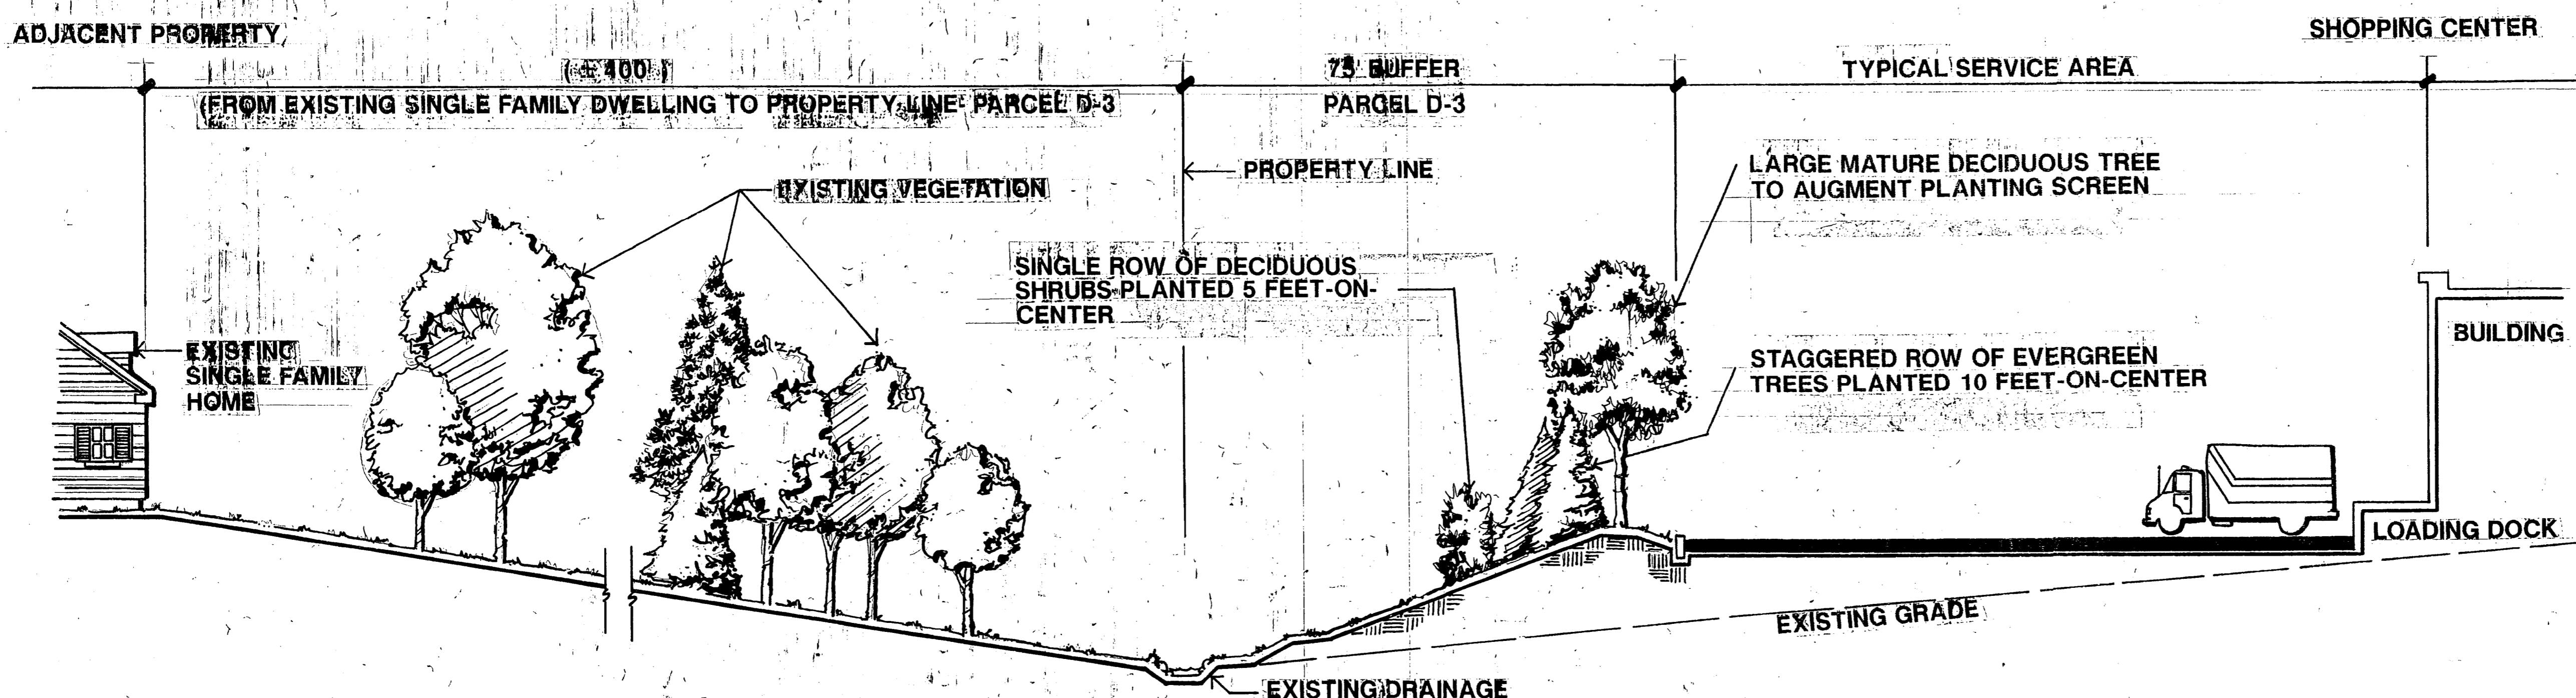 ADJACENT PROPERTY
SHOPPING CENTER
(± 400')
75' BUFFER
TYPICAL SERVICE AREA
(FROM EXISTING SINGLE FAMILY DWELLING TO PROPERTY LINE- PARCEL D-3
PARCEL D-3
EXISTING VEGETATION
PROPERTY LINE
LARGE MATURE DECIDUOUS TREE
TO AUGMENT PLANTING SCREEN
SINGLE ROW OF DECIDUOUS
SHRUBS PLANTED 5 FEET-ON-
CENTER
EXISTING
SINGLE FAMILY
HOME
STAGGERED ROW OF EVERGREEN
TREES PLANTED 10 FEET-ON-CENTER
BUILDING
LOADING DOCK
EXISTING GRADE
EXISTING DRAINAGE